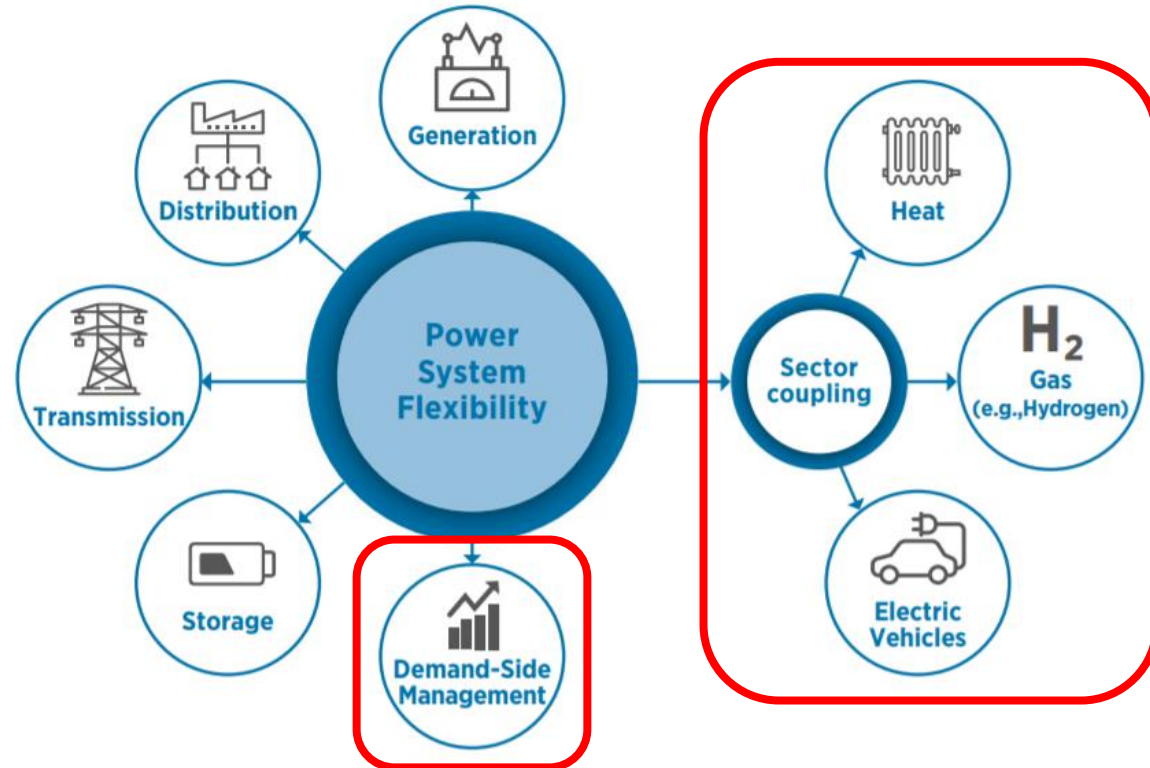 Generation
Distribution
Heat
Power
System
Flexibility
Sector
coupling
H₂
Gas
(e.g.,Hydrogen)
Transmission
Storage
Electric
Vehicles
Demand-Side
Management